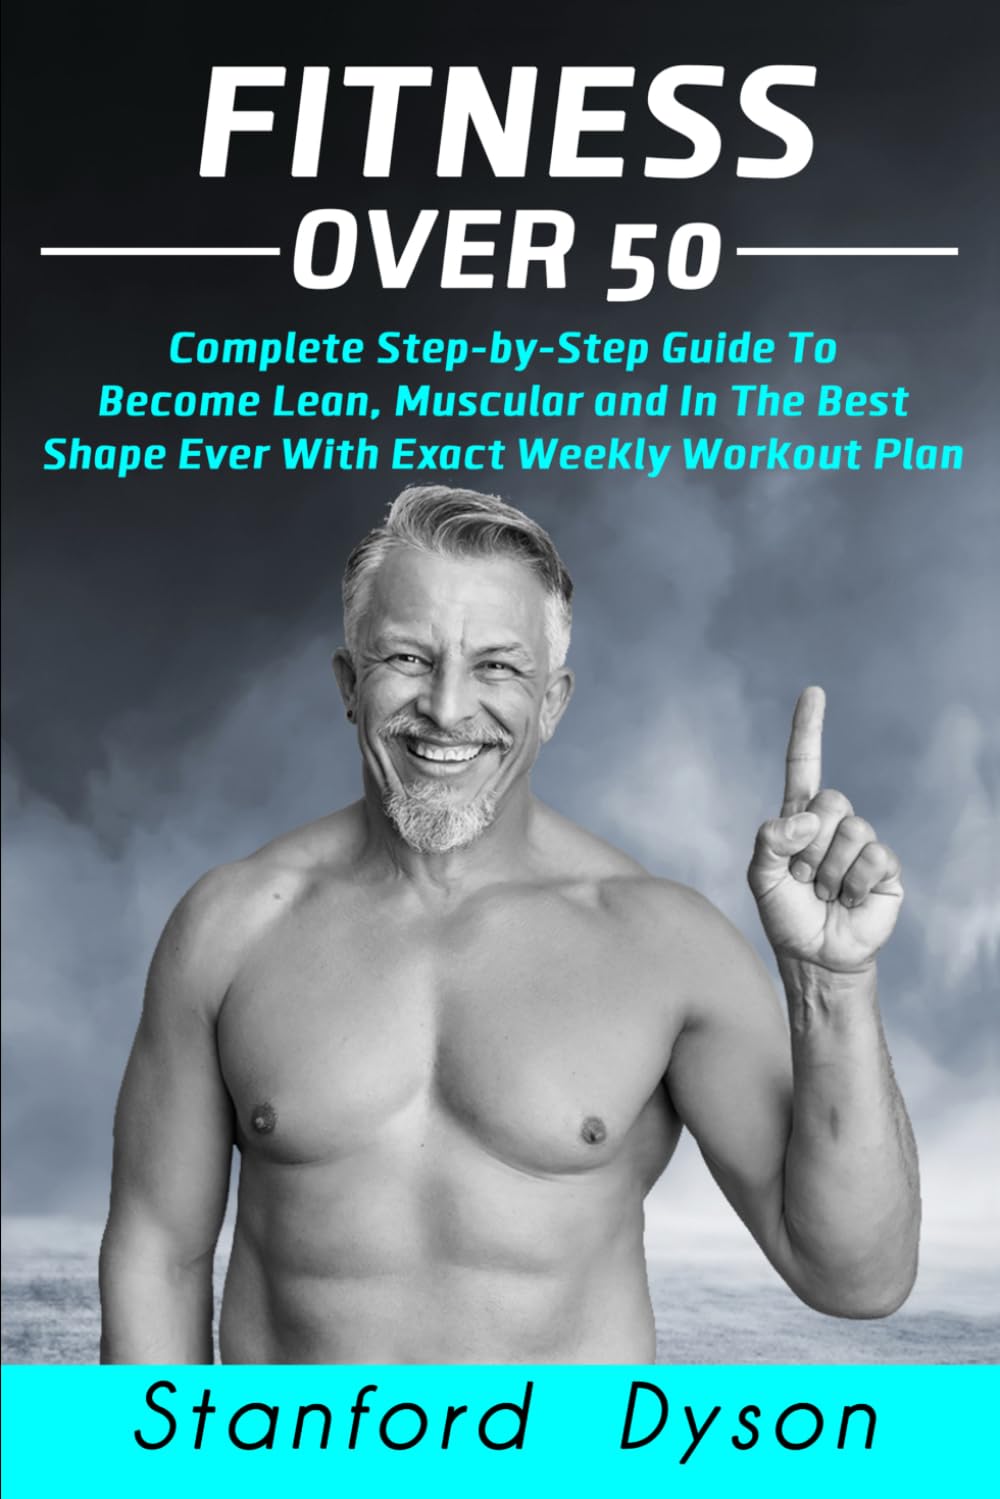 FITNESS
OVER 50
Complete Step-by-Step Guide To
Become Lean, Muscular and In The Best
Shape Ever With Exact Weekly Workout Plan
Stanford Dyson